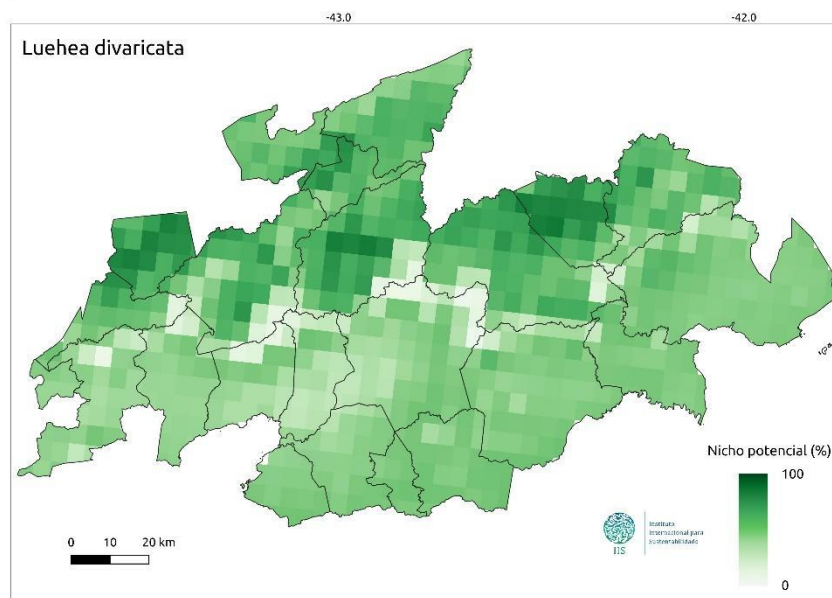 -43.0
-42.0
Luehea divaricata
Nicho potencial (%)
100
0
0 10 20 km
IIS
Instituto
Internacional para
Sustentabilidade